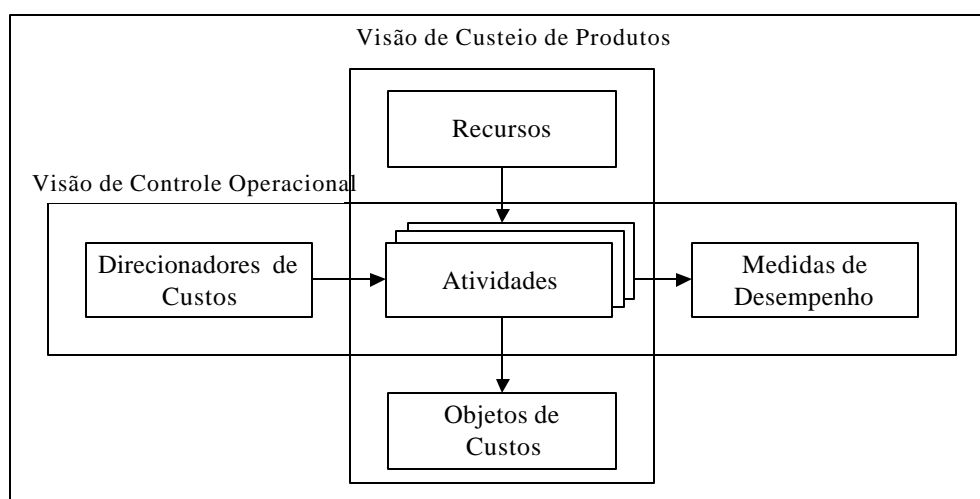 Visão de Custeio de Produtos
Recursos
Visão de Controle Operacional
Direcionadores de
Custos
Atividades
Medidas de
Desempenho
Objetos de
Custos